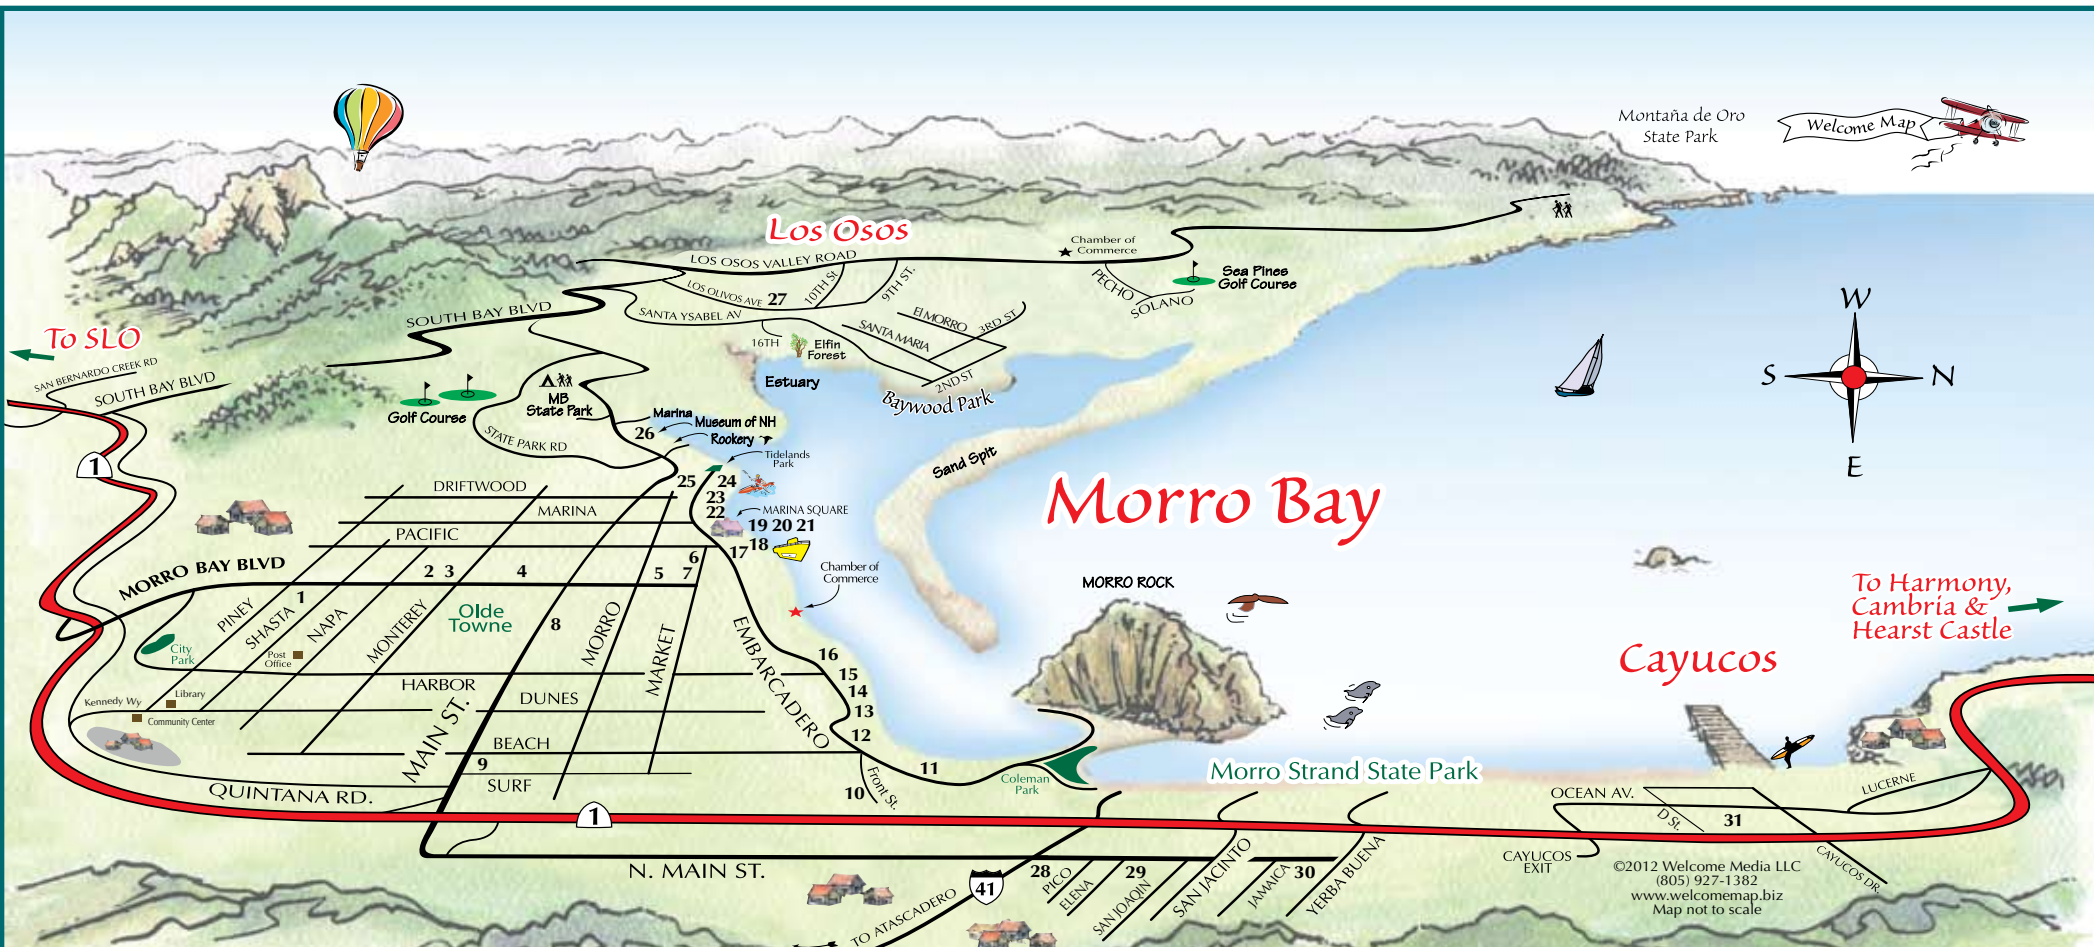 Montaña de Oro
State Park
Welcome Map
Los Osos
Chamber of
Commerce
LOS OSOS VALLEY ROAD
Sea Pines
Golf Course
PECHO
SOLANO
10TH St
9TH ST.
LOS OLIVOS AVE
27
SANTA YSABEL AV
SOUTH BAY BLVD
El MORRO
3RD ST
SANTA MARIA
2ND ST
16TH
Elfin
Forest
Estuary
Baywood Park
To SLO
SAN BERNARDO CREEK RD
SOUTH BAY BLVD
W
S
N
E
Golf Course
MB
State Park
STATE PARK RD
Marina
Museum of NH
Rookery
26
Tidelands
Park
Sand Spit
1
25
24
23
22
MARINA SQUARE
19 20 21
18
17
DRIFTWOOD
MARINA
PACIFIC
Morro Bay
MORRO BAY BLVD
2
3
4
5
6
7
Chamber of
Commerce
MORRO ROCK
To Harmony,
Cambria &
Hearst Castle
PINEY
SHASTA
1
NAPA
MONTEREY
Olde
Towne
8
MORRO
MARKET
EMBARCADERO
City
Park
Post
Office
Cayucos
16
15
14
13
12
11
10
HARBOR
DUNES
Kennedy Wy
Library
Community Center
MAIN ST.
BEACH
9
SURF
QUINTANA RD.
Front St.
Coleman
Park
Morro Strand State Park
OCEAN AV.
LUCERNE
D St.
31
1
CAYUCOS
EXIT
CAYUCOS DR.
N. MAIN ST.
41
TO ATASCADERO
28
PICO
ELENA
29
SAN JOAQIN
SAN JACINTO
JAMAICA
30
YERBA BUENA
©2012 Welcome Media LLC
(805) 927-1382
www.welcomemap.biz
Map not to scale